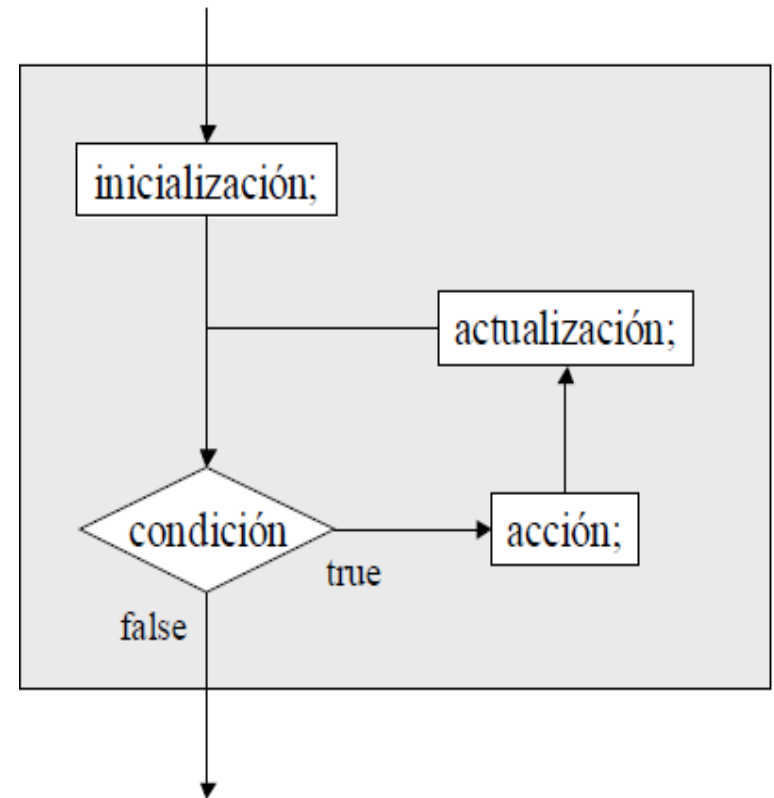 inicialización;
actualización;
condición
acción;
true
false